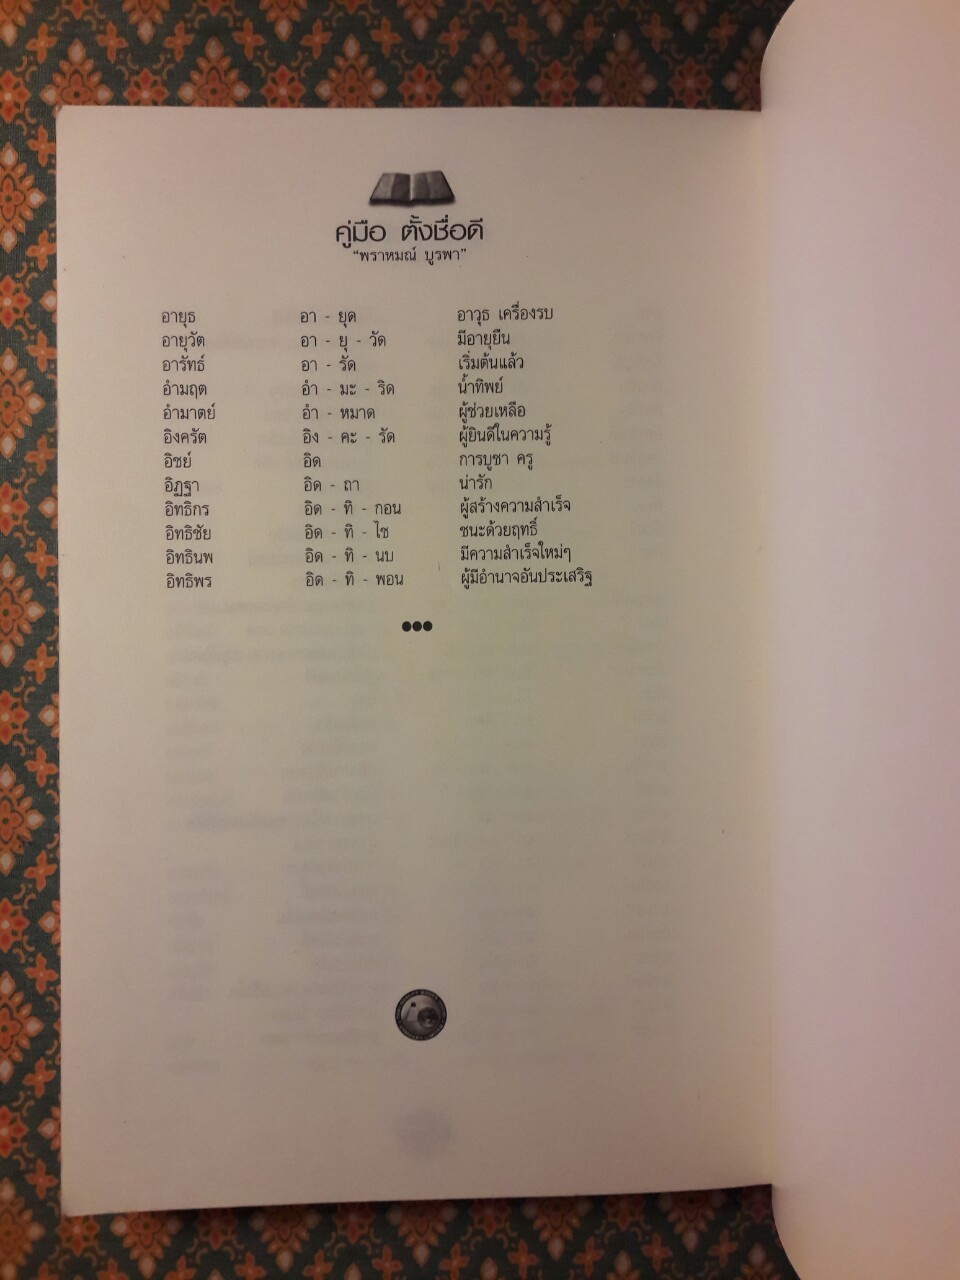 คู่มือ ตั้งชื่อดี
“พราหมณ์ บูรพา”
อายุธ อา - ยุด อาวุธ เครื่องรบ
อายุวัต อา - ยุ - วัด มีอายุยืน
อารัทธ์ อา - รัด เริ่มต้นแล้ว
อำมฤต อำ - มะ - ริด น้ำทิพย์
อำมาตย์ อำ - หมาด ผู้ช่วยเหลือ
อิงครัต อิง - คะ - รัด ผู้ยินดีในความรู้
อิชย์ อิด การบูชา ครู
อิฏฐา อิด - ถา น่ารัก
อิทธิกร อิด - ทิ - กอน ผู้สร้างความสำเร็จ
อิทธิชัย อิด - ทิ - ไช ชนะด้วยฤทธิ์
อิทธินพ อิด - ทิ - นบ มีความสำเร็จใหม่ๆ
อิทธิพร อิด - ทิ - พอน ผู้มีอำนาจอันประเสริฐ